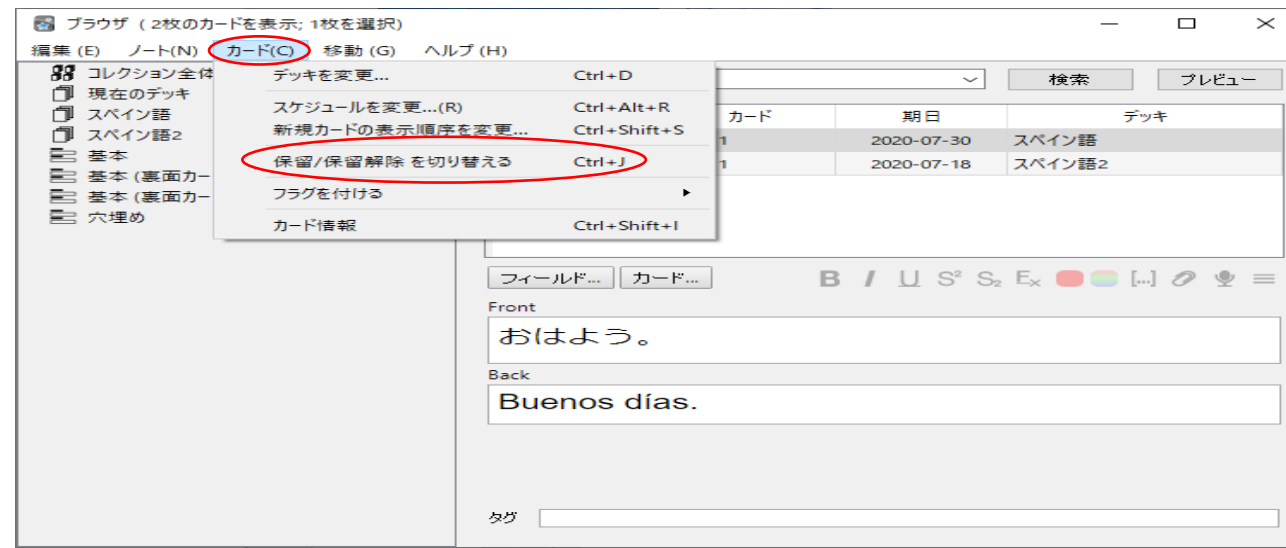 ブラウザ ( 2枚のカードを表示; 1枚を選択)
編集 (E) ノート(N) カード(C) 移動 (G) ヘルプ (H)
コレクション全体
現在のデッキ
スペイン語
スペイン語2
基本
基本 (裏面カー
基本 (裏面カー
穴埋め
デッキを変更... Ctrl+D
スケジュールを変更...(R) Ctrl+Alt+R
新規カードの表示順序を変更... Ctrl+Shift+S
保留/保留解除 を切り替える Ctrl+J
フラグを付ける
カード情報 Ctrl+Shift+I
検索 プレビュー
カード 期日 デッキ
1 2020-07-30 スペイン語
1 2020-07-18 スペイン語2
フィールド... カード... B I U S² S₂ Eₓ [...]
Front
おはよう。
Back
Buenos días.
タグ